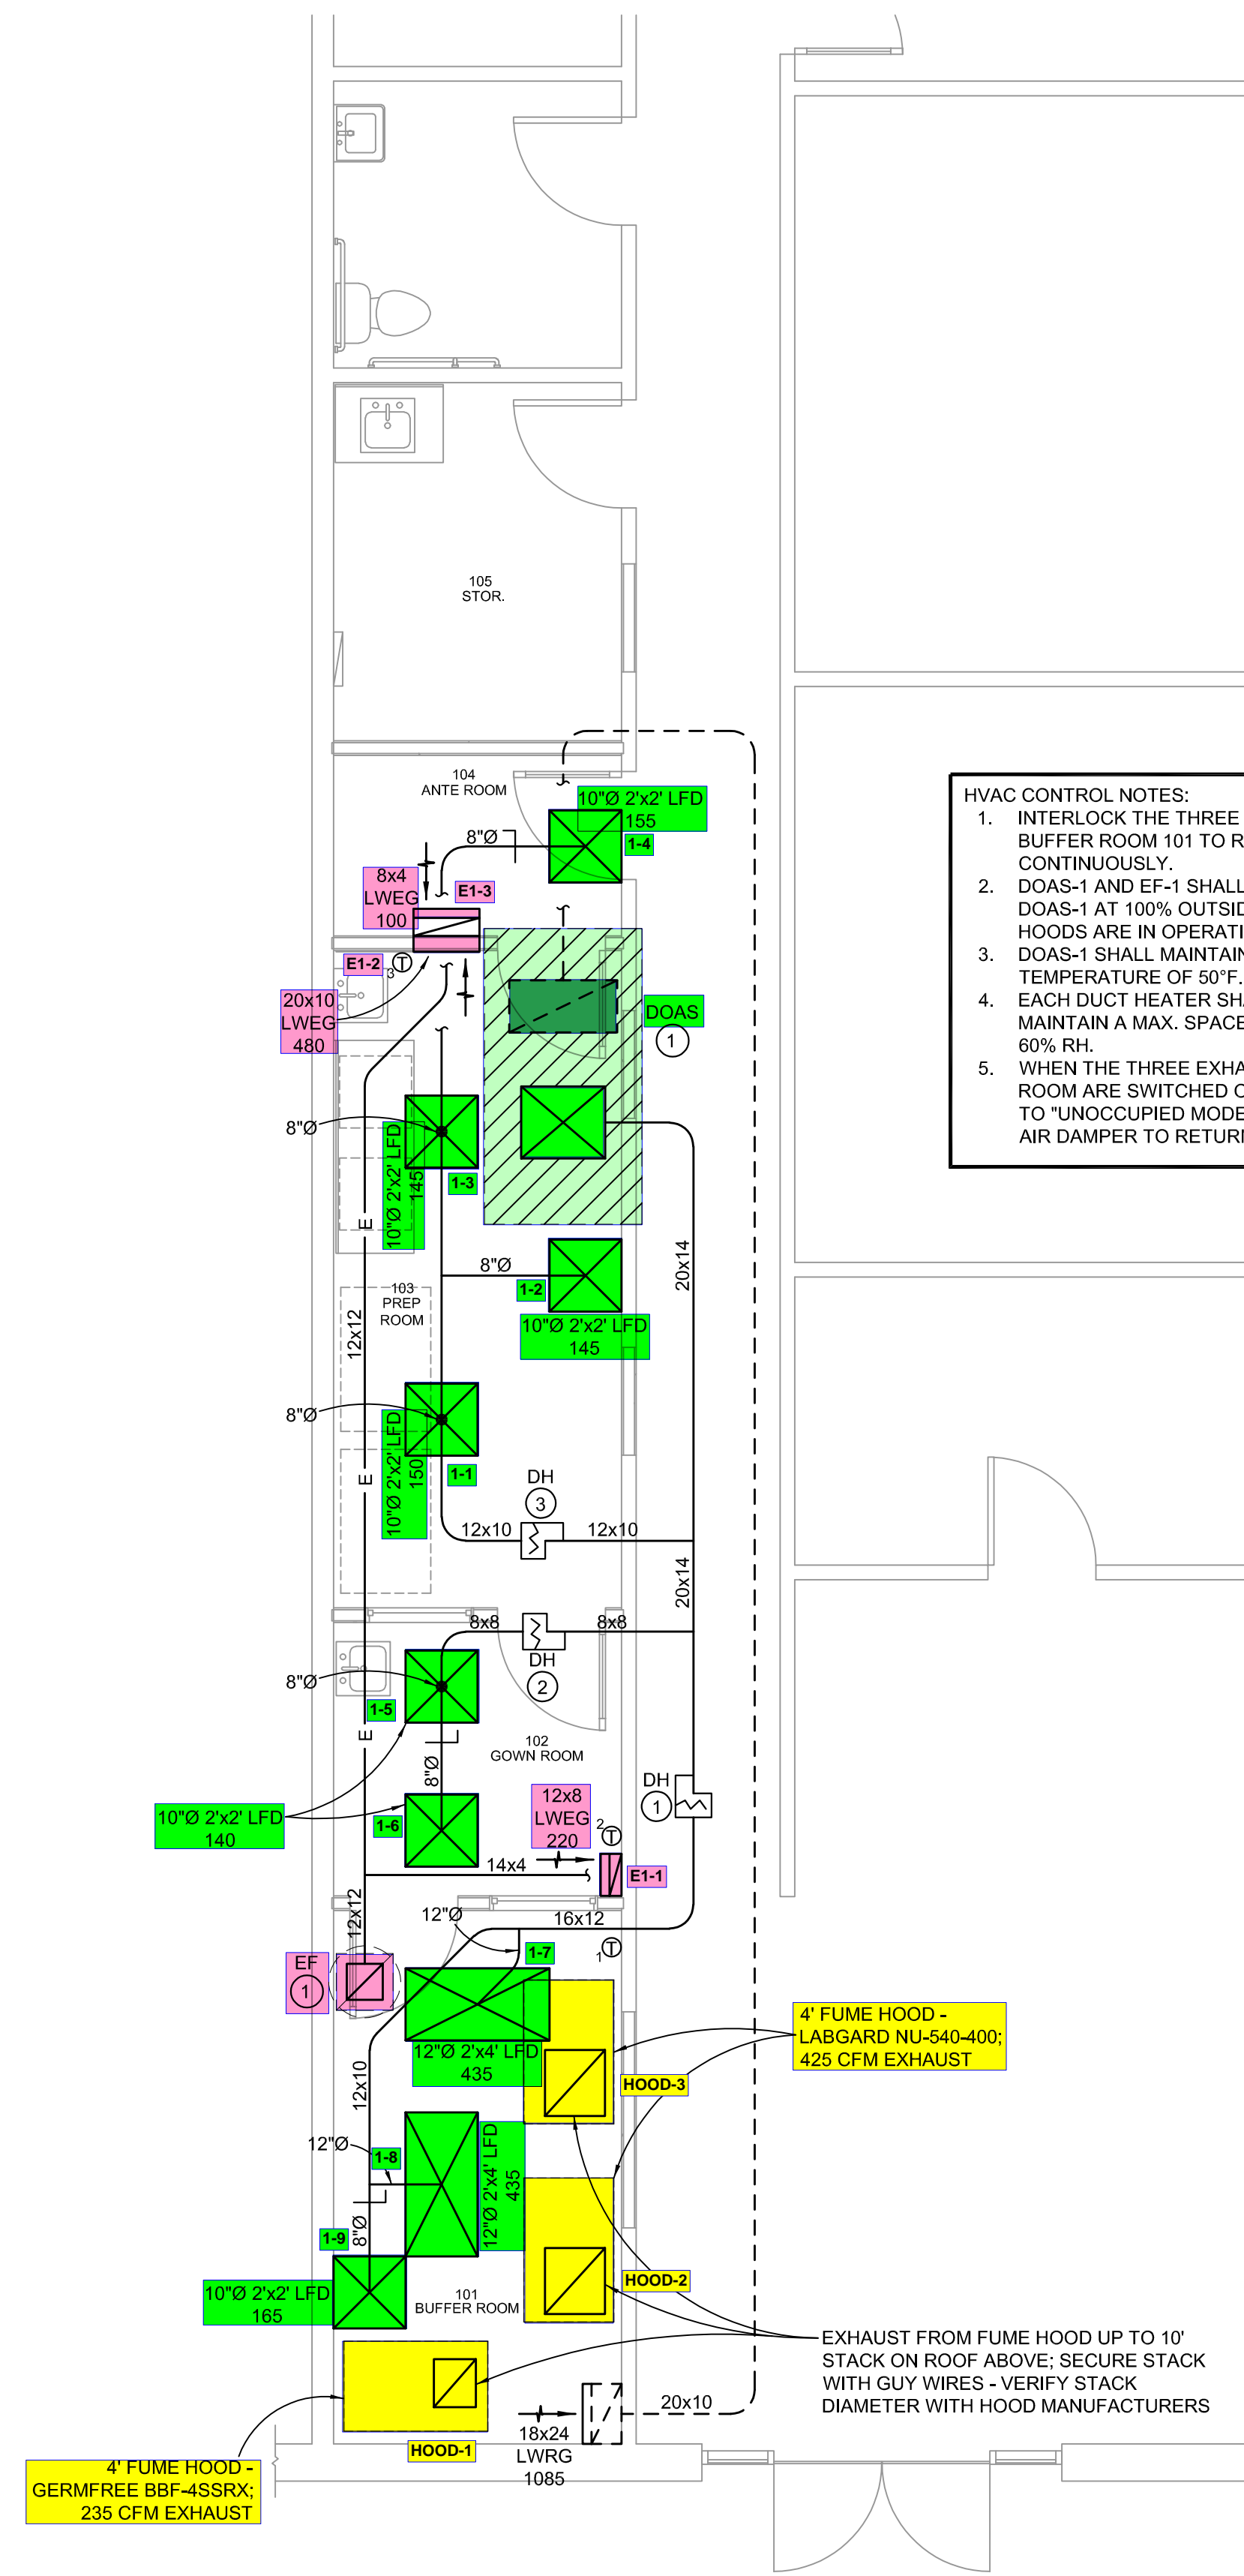 105
STOR.
104
ANTE ROOM
10"Ø 2'x2' LFD
155
1-4
8"Ø
8x4
LWEG
100
E1-3
E1-2
3
T
20x10
LWEG
480
DOAS
1
HVAC CONTROL NOTES:
1. INTERLOCK THE THREE
BUFFER ROOM 101 TO R
CONTINUOUSLY.
2. DOAS-1 AND EF-1 SHALL
DOAS-1 AT 100% OUTSID
HOODS ARE IN OPERATI
3. DOAS-1 SHALL MAINTAIN
TEMPERATURE OF 50°F.
4. EACH DUCT HEATER SHA
MAINTAIN A MAX. SPACE
60% RH.
5. WHEN THE THREE EXHA
ROOM ARE SWITCHED O
TO "UNOCCUPIED MODE
AIR DAMPER TO RETURN
8"Ø
10"Ø 2'x2' LFD
145
1-3
E
8"Ø
1-2
10"Ø 2'x2' LFD
145
20x14
103
PREP
ROOM
12x12
8"Ø
10"Ø 2'x2' LFD
150
1-1
E
DH
3
12x10
12x10
20x14
8x8
8x8
DH
2
8"Ø
1-5
E
102
GOWN ROOM
8"Ø
10"Ø 2'x2' LFD
140
1-6
12x8
LWEG
220
2
T
DH
1
14x4
E1-1
12x12
12"Ø
16x12
1-7
1
T
EF
1
12"Ø 2'x4' LFD
435
4' FUME HOOD -
LABGARD NU-540-400;
425 CFM EXHAUST
HOOD-3
12x10
12"Ø
1-8
12"Ø 2'x4' LFD
435
8"Ø
1-9
10"Ø 2'x2' LFD
165
HOOD-2
101
BUFFER ROOM
EXHAUST FROM FUME HOOD UP TO 10'
STACK ON ROOF ABOVE; SECURE STACK
WITH GUY WIRES - VERIFY STACK
DIAMETER WITH HOOD MANUFACTURERS
20x10
18x24
LWRG
1085
HOOD-1
4' FUME HOOD -
GERMFREE BBF-4SSRX;
235 CFM EXHAUST